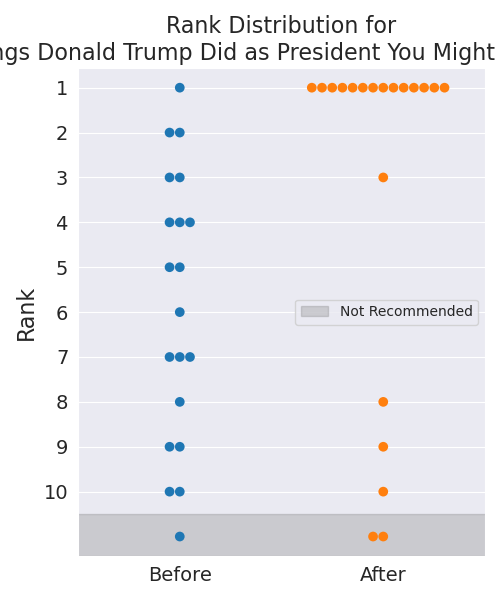 Rank Distribution for
ngs Donald Trump Did as President You Might
1
2
3
4
5
6
7
8
9
10
Rank
Not Recommended
Before
After